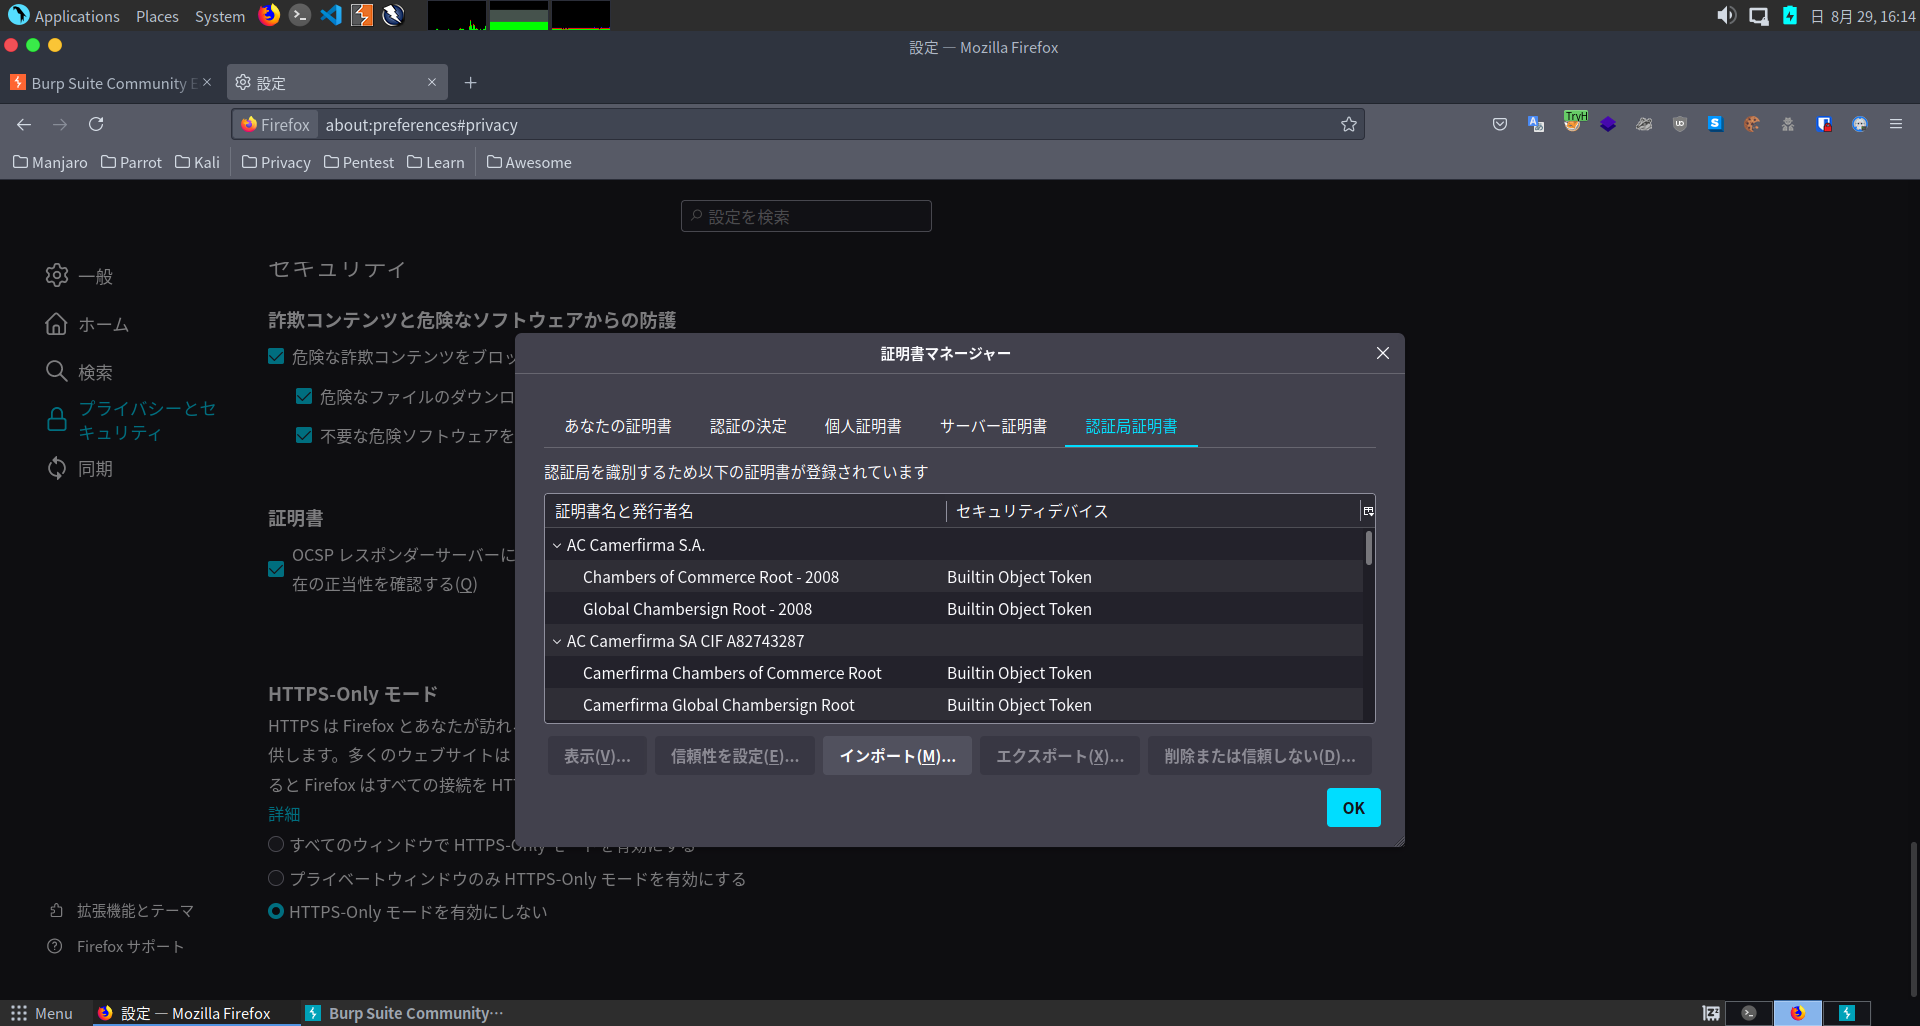 Applications Places System
日 8月 29, 16:14
設定 — Mozilla Firefox
Burp Suite Community E
設定
Firefox about:preferences#privacy
TryH
Manjaro Parrot Kali Privacy Pentest Learn Awesome
設定を検索
一般
ホーム
検索
プライバシーとセ
キュリティ
同期
拡張機能とテーマ
Firefox サポート
セキュリティ
詐欺コンテンツと危険なソフトウェアからの防護
危険な詐欺コンテンツをブロッ
危険なファイルのダウンロ
不要な危険ソフトウェアを
証明書
OCSP レスポンダーサーバーに
在の正当性を確認する(Q)
HTTPS-Only モード
HTTPS は Firefox とあなたが訪れ
供します。多くのウェブサイトは
ると Firefox はすべての接続を HT
詳細
すべてのウィンドウで HTTPS-Only モードを有効にする
プライベートウィンドウのみ HTTPS-Only モードを有効にする
HTTPS-Only モードを有効にしない
証明書マネージャー
あなたの証明書 認証の決定 個人証明書 サーバー証明書 認証局証明書
認証局を識別するため以下の証明書が登録されています
証明書名と発行者名 セキュリティデバイス
AC Camerfirma S.A.
Chambers of Commerce Root - 2008 Builtin Object Token
Global Chambersign Root - 2008 Builtin Object Token
AC Camerfirma SA CIF A82743287
Camerfirma Chambers of Commerce Root Builtin Object Token
Camerfirma Global Chambersign Root Builtin Object Token
表示(V)... 信頼性を設定(E)... インポート(M)... エクスポート(X)... 削除または信頼しない(D)...
OK
Menu 設定 — Mozilla Firefox Burp Suite Community…